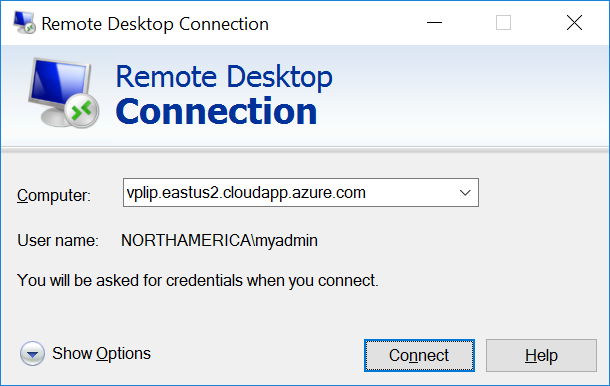 Remote Desktop Connection
Remote Desktop
Connection
Computer: vplip.eastus2.cloudapp.azure.com
User name: NORTHAMERICA\myadmin
You will be asked for credentials when you connect.
Show Options Connect Help